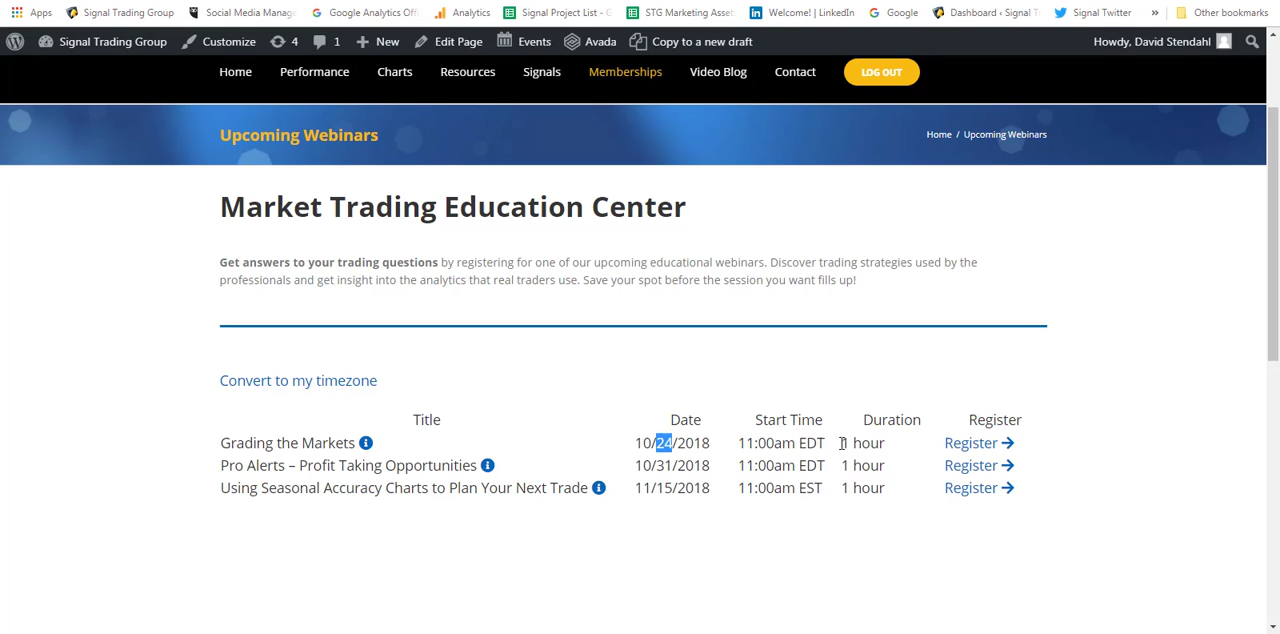 Apps Signal Trading Group Social Media Manag Google Analytics Off Analytics Signal Project List - G STG Marketing Asset Welcome! | LinkedIn Google Dashboard ‹ Signal T Signal Twitter » Other bookmarks
Signal Trading Group Customize 4 1 New Edit Page Events Avada Copy to a new draft Howdy, David Stendahl
Home Performance Charts Resources Signals Memberships Video Blog Contact LOG OUT
Upcoming Webinars Home / Upcoming Webinars
Market Trading Education Center
Get answers to your trading questions by registering for one of our upcoming educational webinars. Discover trading strategies used by the
professionals and get insight into the analytics that real traders use. Save your spot before the session you want fills up!
Convert to my timezone
Title Date Start Time Duration Register
Grading the Markets 10/24/2018 11:00am EDT 1 hour Register
Pro Alerts – Profit Taking Opportunities 10/31/2018 11:00am EDT 1 hour Register
Using Seasonal Accuracy Charts to Plan Your Next Trade 11/15/2018 11:00am EST 1 hour Register